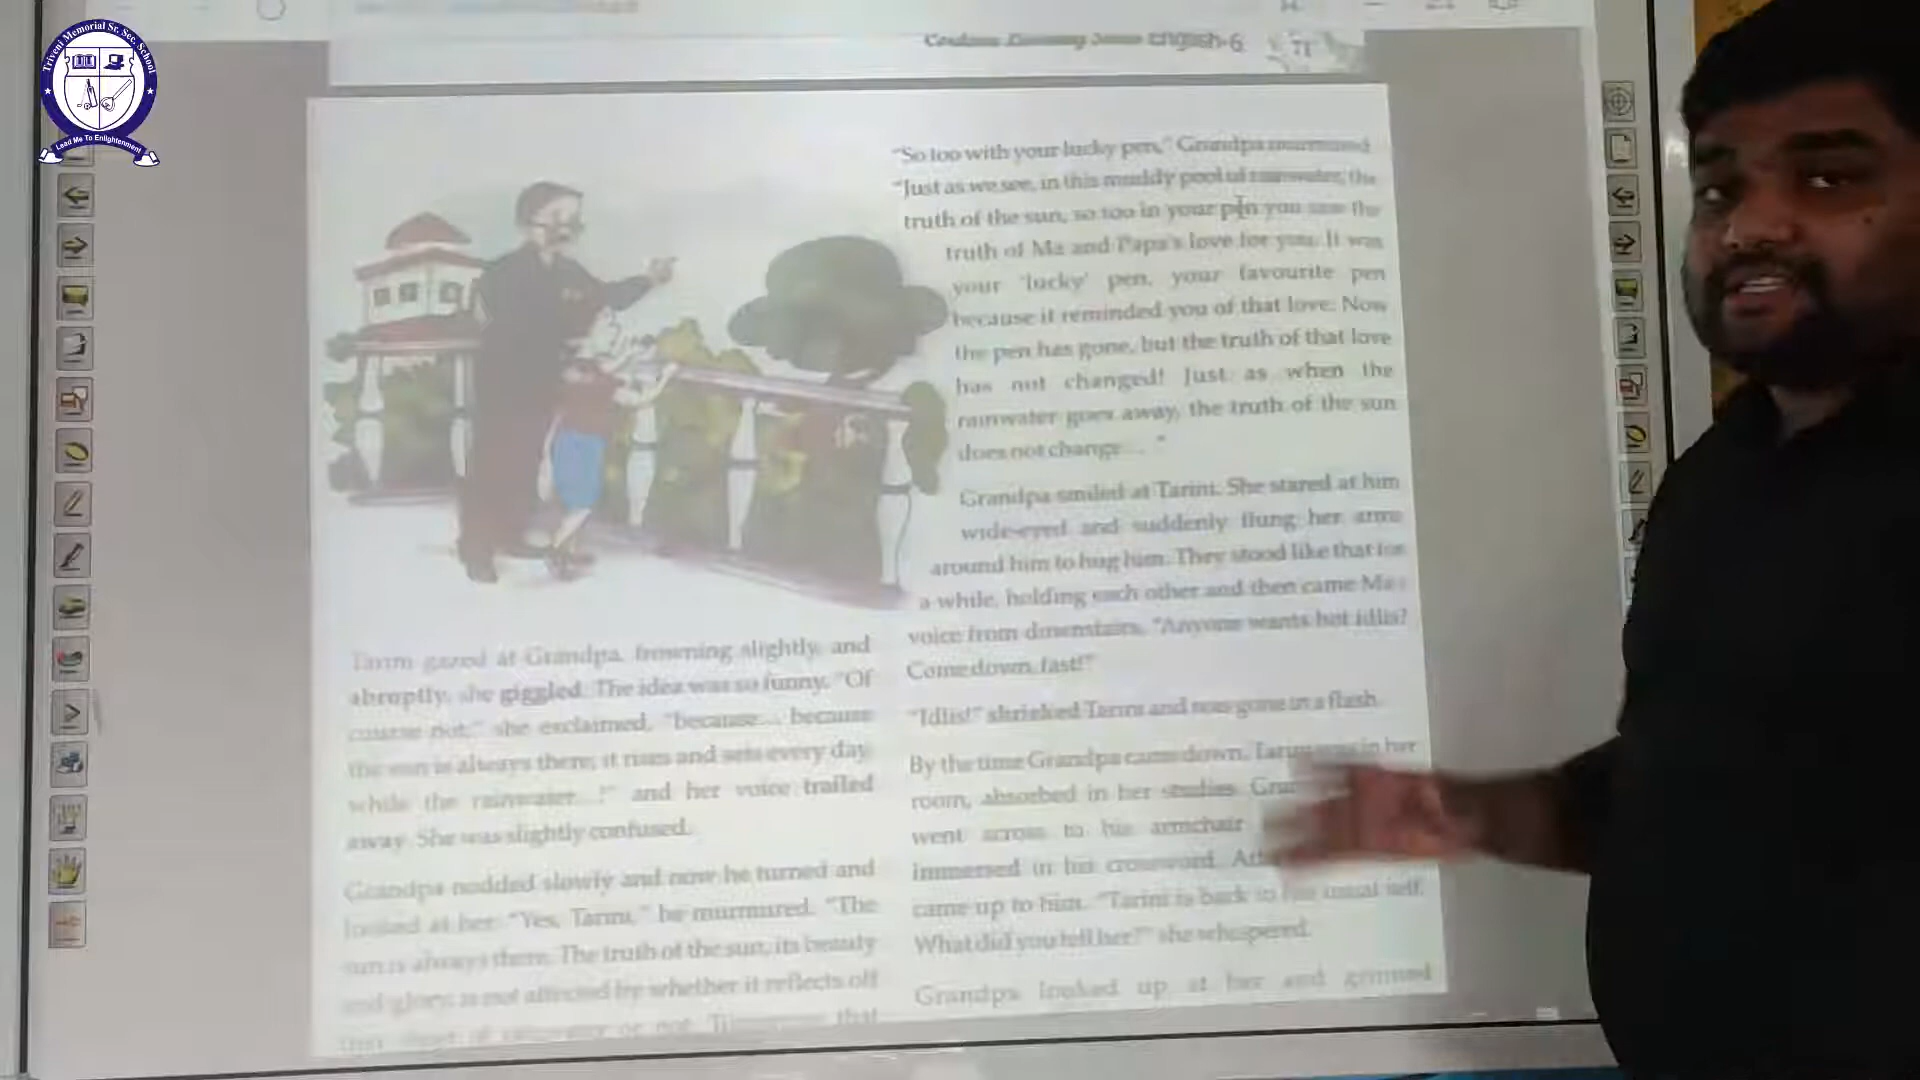 Triveni Memorial Sr. Sec. School
Lead Me To Enlightenment
English-6
71
Tarini gazed at Grandpa, frowning slightly, and
abruptly, she giggled. The idea was so funny. "Of
course not," she exclaimed, "because... because
the sun is always there; it rises and sets every day
while the rainwater...!" and her voice trailed
away. She was slightly confused.
Grandpa nodded slowly and now he turned and
looked at her. "Yes, Tarini," he murmured. "The
sun is always there. The truth of the sun, its beauty
and glory, is not affected by whether it reflects off
that of rainwater or not. that
"So too with your lucky pen," Grandpa murmured
"Just as we see, in this muddy pool of rainwater, the
truth of the sun, so too in your pen you saw the
truth of Ma and Papa's love for you. It was
your 'lucky' pen, your favourite pen
because it reminded you of that love. Now
the pen has gone, but the truth of that love
has not changed! Just as when the
rainwater goes away, the truth of the sun
does not change... "
Grandpa smiled at Tarini. She stared at him
wide-eyed and suddenly flung her arms
around him to hug him. They stood like that for
a while, holding each other and then came Ma's
voice from downstairs. "Anyone wants hot idlis?
Come down, fast!"
"Idlis!" shrieked Tarini and was gone in a flash.
By the time Grandpa came down, Tarini was in her
room, absorbed in her studies.
went across to his armchair
immersed in his crossword.
came up to him. "Tarini is back to her usual self.
What did you tell her?" she whispered.
Grandpa looked up at her and grinned